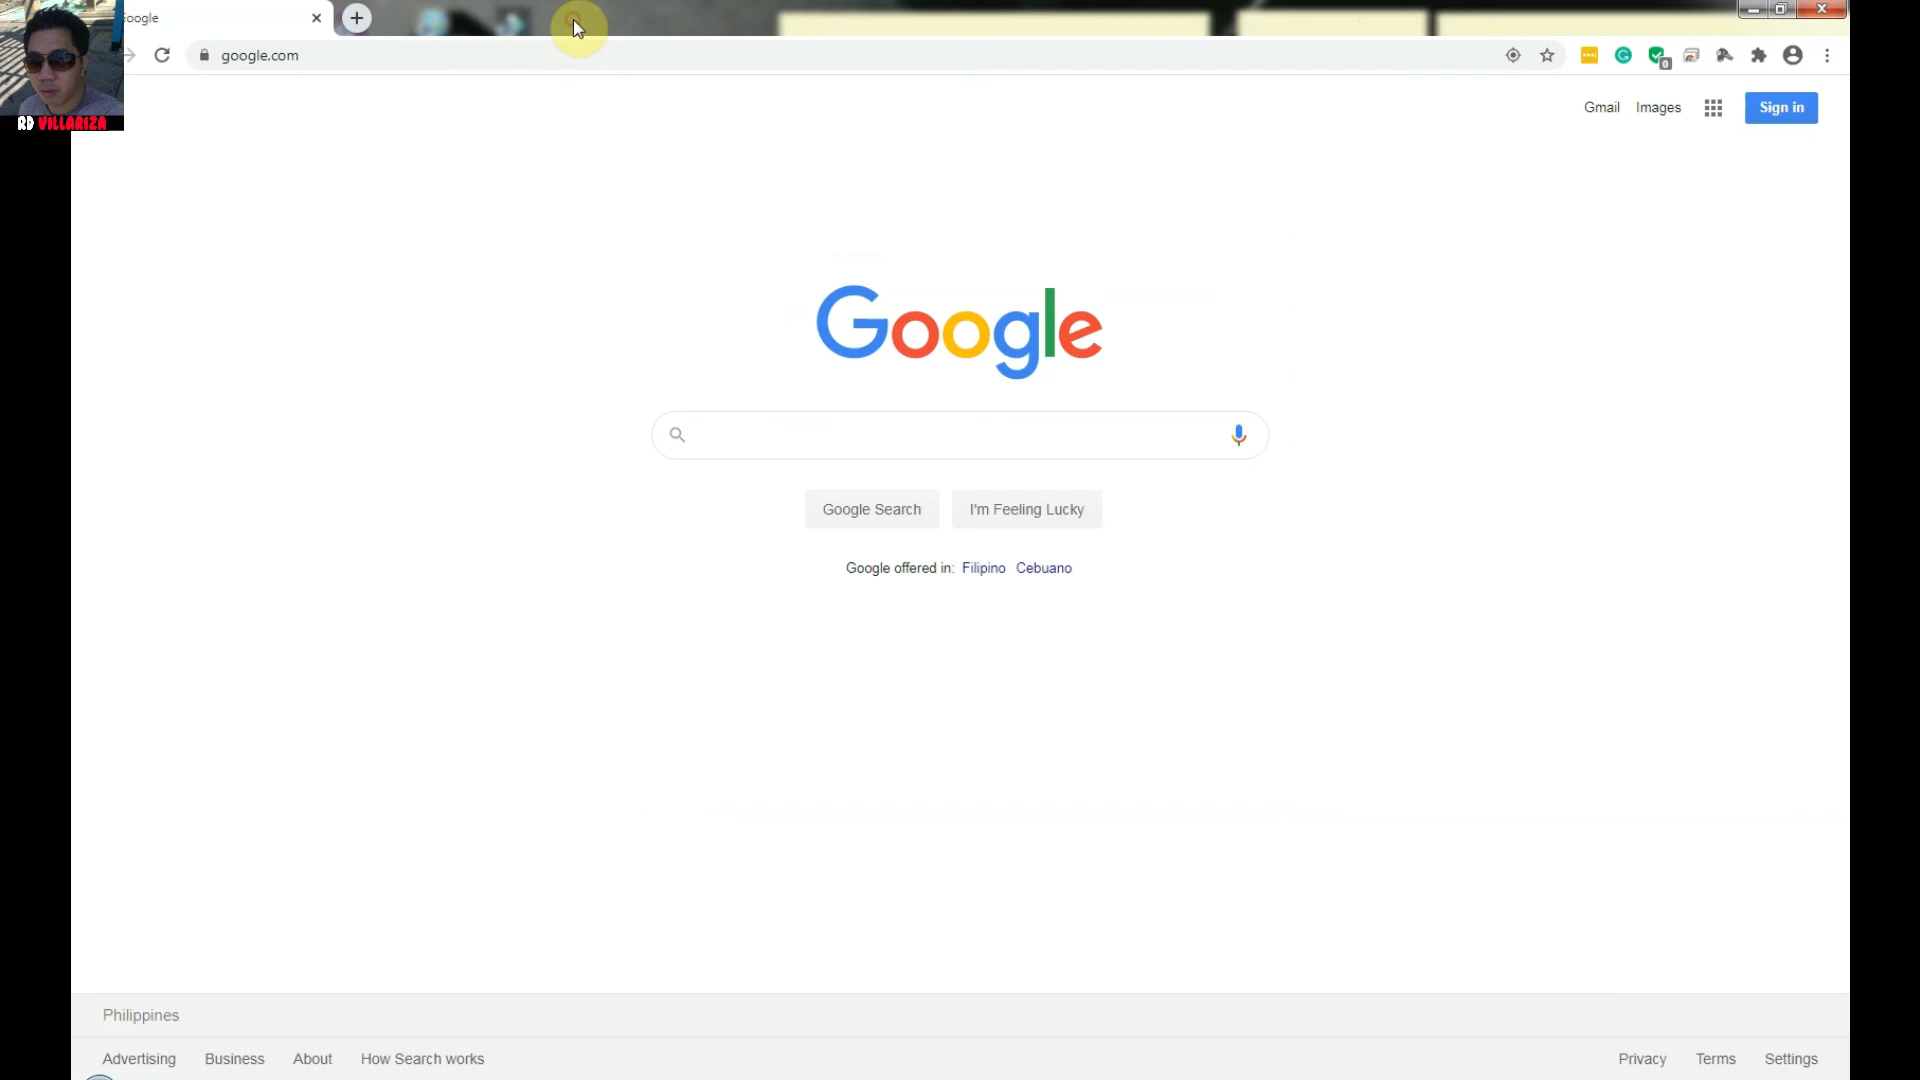 oogle
google.com
0
RD VILLARIZA
Gmail Images Sign in
Google
Google Search I'm Feeling Lucky
Google offered in: Filipino Cebuano
Philippines
Advertising Business About How Search works Privacy Terms Settings